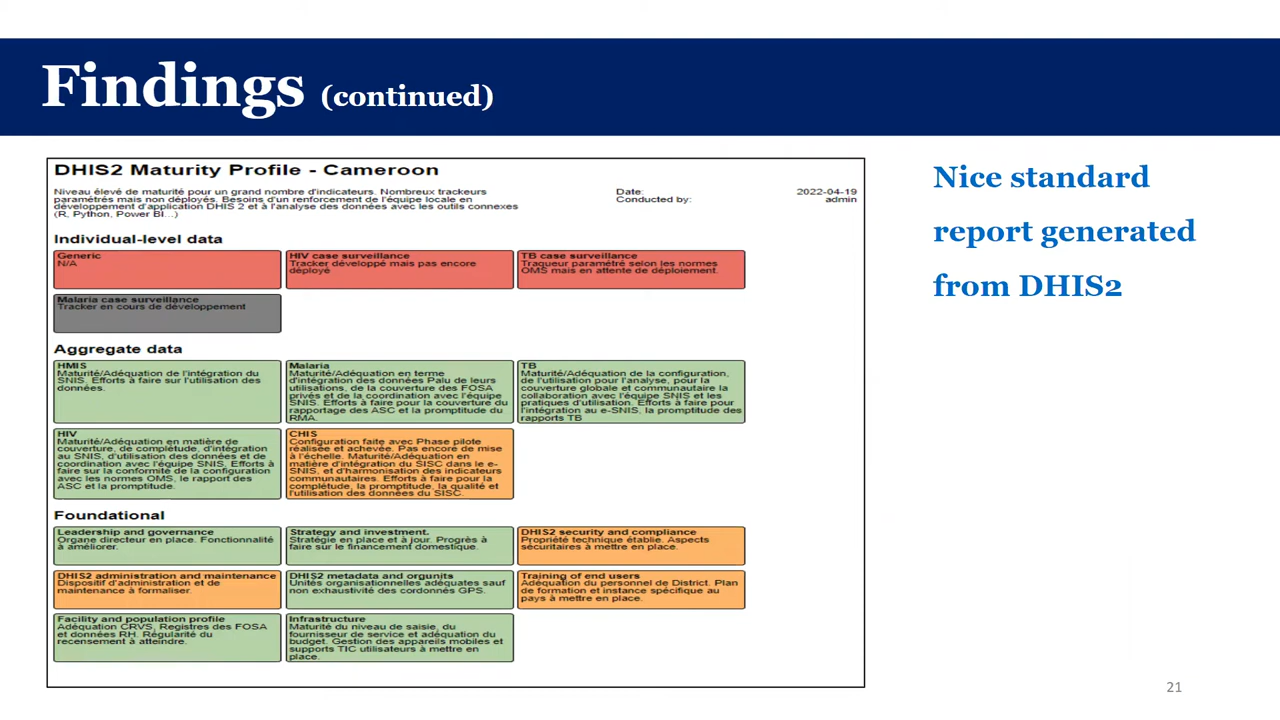 Findings (continued)
DHIS2 Maturity Profile - Cameroon
Niveau élevé de maturité pour un grand nombre d'indicateurs. Nombreux trackeurs
paramétrés mais non déployés. Besoins d'un renforcement de l'équipe locale en
développement d'application DHIS 2 et à l'analyse des données avec les outils connexes
(R, Python, Power BI...)
Date: 2022-04-19
Conducted by: admin
Individual-level data
Generic
N/A
HIV case surveillance
Tracker développé mais pas encore
déployé
TB case surveillance
Traqueur paramétré selon les normes
OMS mais en attente de déploiement.
Malaria case surveillance
Tracker en cours de développement
Aggregate data
HMIS
Maturité/Adéquation de l'intégration du
SNIS. Efforts à faire sur l'utilisation des
données.
Malaria
Maturité/Adéquation en terme
d'intégration des données Palu de leurs
utilisations, de la couverture des FOSA
privés et de la coordination avec l'équipe
SNIS. Efforts à faire pour la couverture du
rapportage des ASC et la promptitude du
RMA.
TB
Maturité/Adéquation de la configuration,
de l'utilisation pour l'analyse, pour la
couverture globale et communautaire la
collaboration avec l'équipe SNIS et les
pratiques d'utilisation. Efforts à faire pour
l'intégration au e-SNIS, la promptitude des
rapports TB
HIV
Maturité/Adéquation en matière de
couverture, de complétude, d'intégration
au SNIS, d'utilisation des données et de
coordination avec l'équipe SNIS. Efforts à
faire sur la conformité de la configuration
avec les normes OMS, le rapport des
ASC et la promptitude.
CHIS
Configuration faite avec Phase pilote
réalisée et achevée. Pas encore de mise
à l'échelle. Maturité/Adéquation en
matière d'intégration du SISC dans le e-
SNIS, et d'harmonisation des indicateurs
communautaires. Efforts à faire pour la
complétude, la promptitude, la qualité et
l'utilisation des données du SISC.
Foundational
Leadership and governance
Organe directeur en place. Fonctionnalité
à améliorer.
Strategy and investment.
Stratégie en place et à jour. Progrès à
faire sur le financement domestique.
DHIS2 security and compliance
Propriété technique établie. Aspects
sécuritaires à mettre en place.
DHIS2 administration and maintenance
Dispositif d'administration et de
maintenance à formaliser.
DHIS2 metadata and orgunits
Unités organisationnelles adéquates sauf
non exhaustivité des cordonnés GPS.
Training of end users
Adéquation du personnel de District. Plan
de formation et instance spécifique au
pays à mettre en place.
Facility and population profile
Adéquation CRVS, Registres des FOSA
et données RH. Régularité du
recensement à atteindre.
Infrastructure
Maturité du niveau de saisie, du
fournisseur de service et adéquation du
budget. Gestion des appareils mobiles et
supports TIC utilisateurs à mettre en
place.
Nice standard
report generated
from DHIS2
21